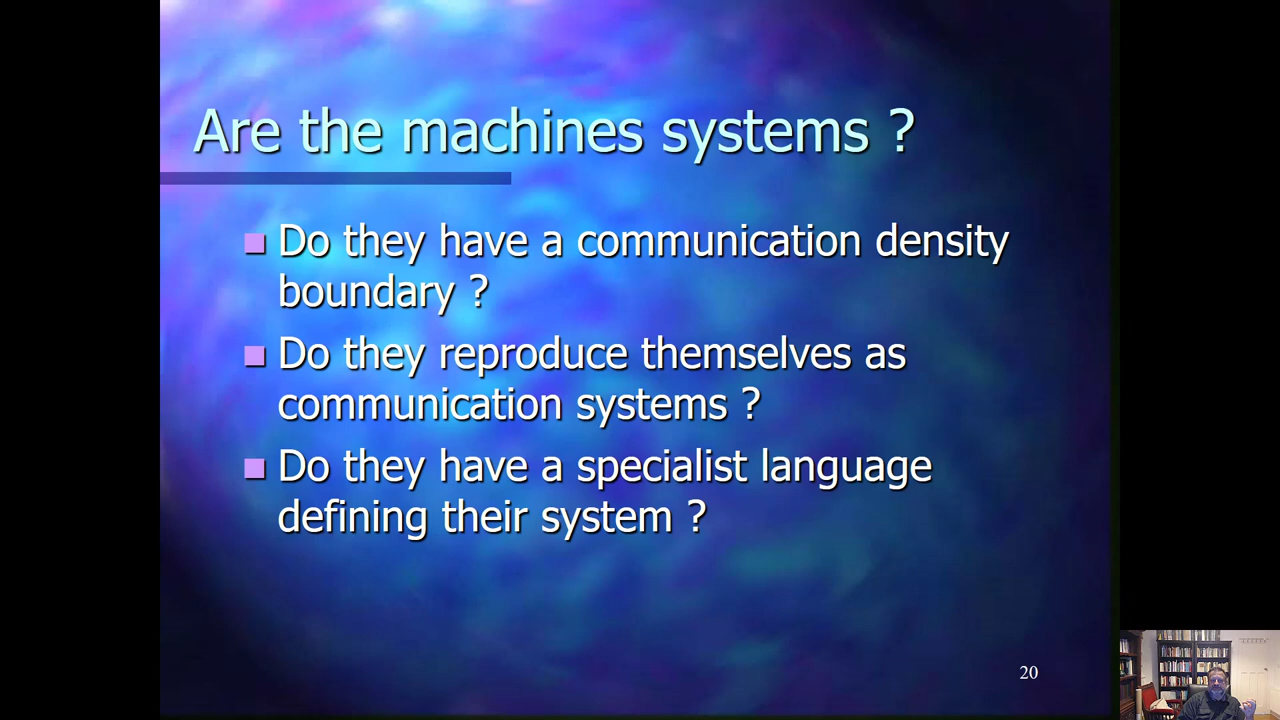 Are the machines systems ?
Do they have a communication density
boundary ?
Do they reproduce themselves as
communication systems ?
Do they have a specialist language
defining their system ?
20